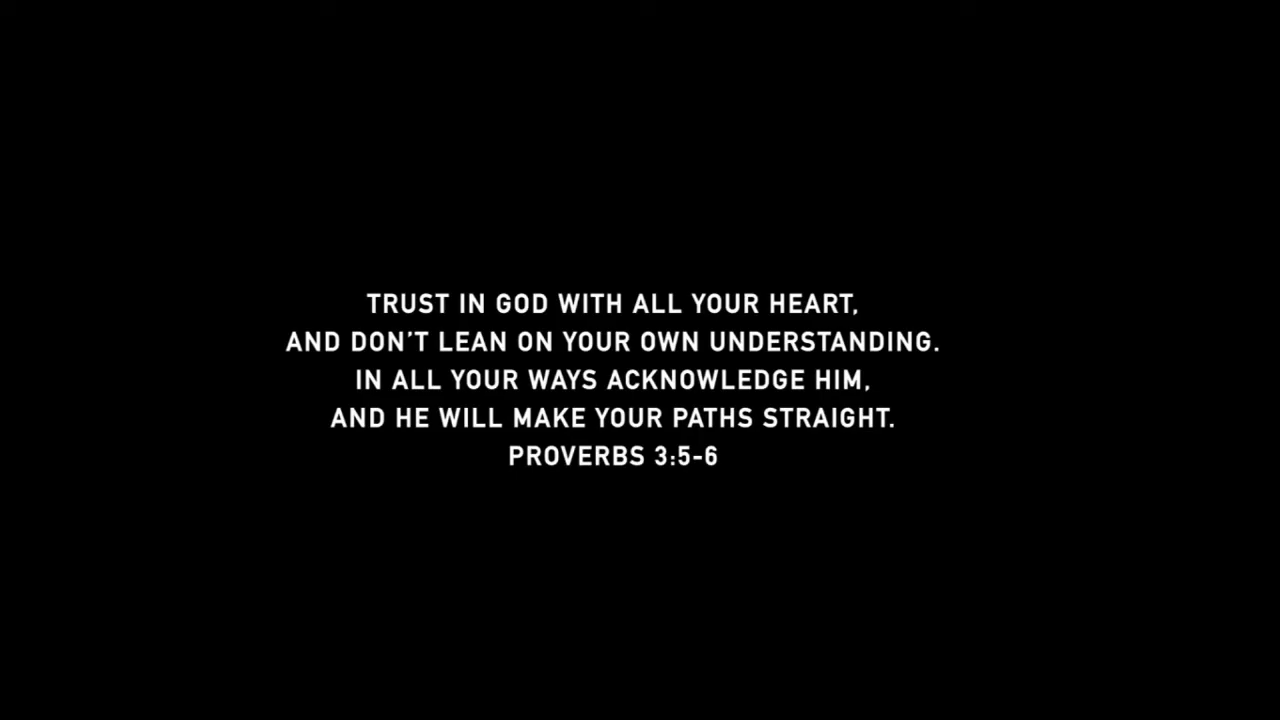 TRUST IN GOD WITH ALL YOUR HEART,
AND DON’T LEAN ON YOUR OWN UNDERSTANDING.
IN ALL YOUR WAYS ACKNOWLEDGE HIM,
AND HE WILL MAKE YOUR PATHS STRAIGHT.
PROVERBS 3:5-6